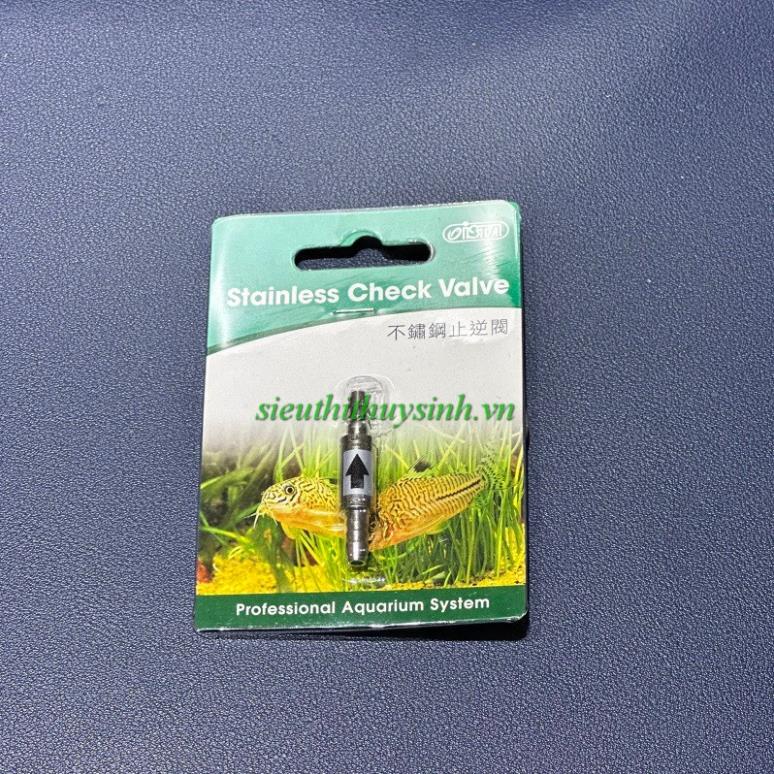 ISTA
Stainless Check Valve
不鏽鋼止逆閥
sieuthithuysinh.vn
Professional Aquarium System